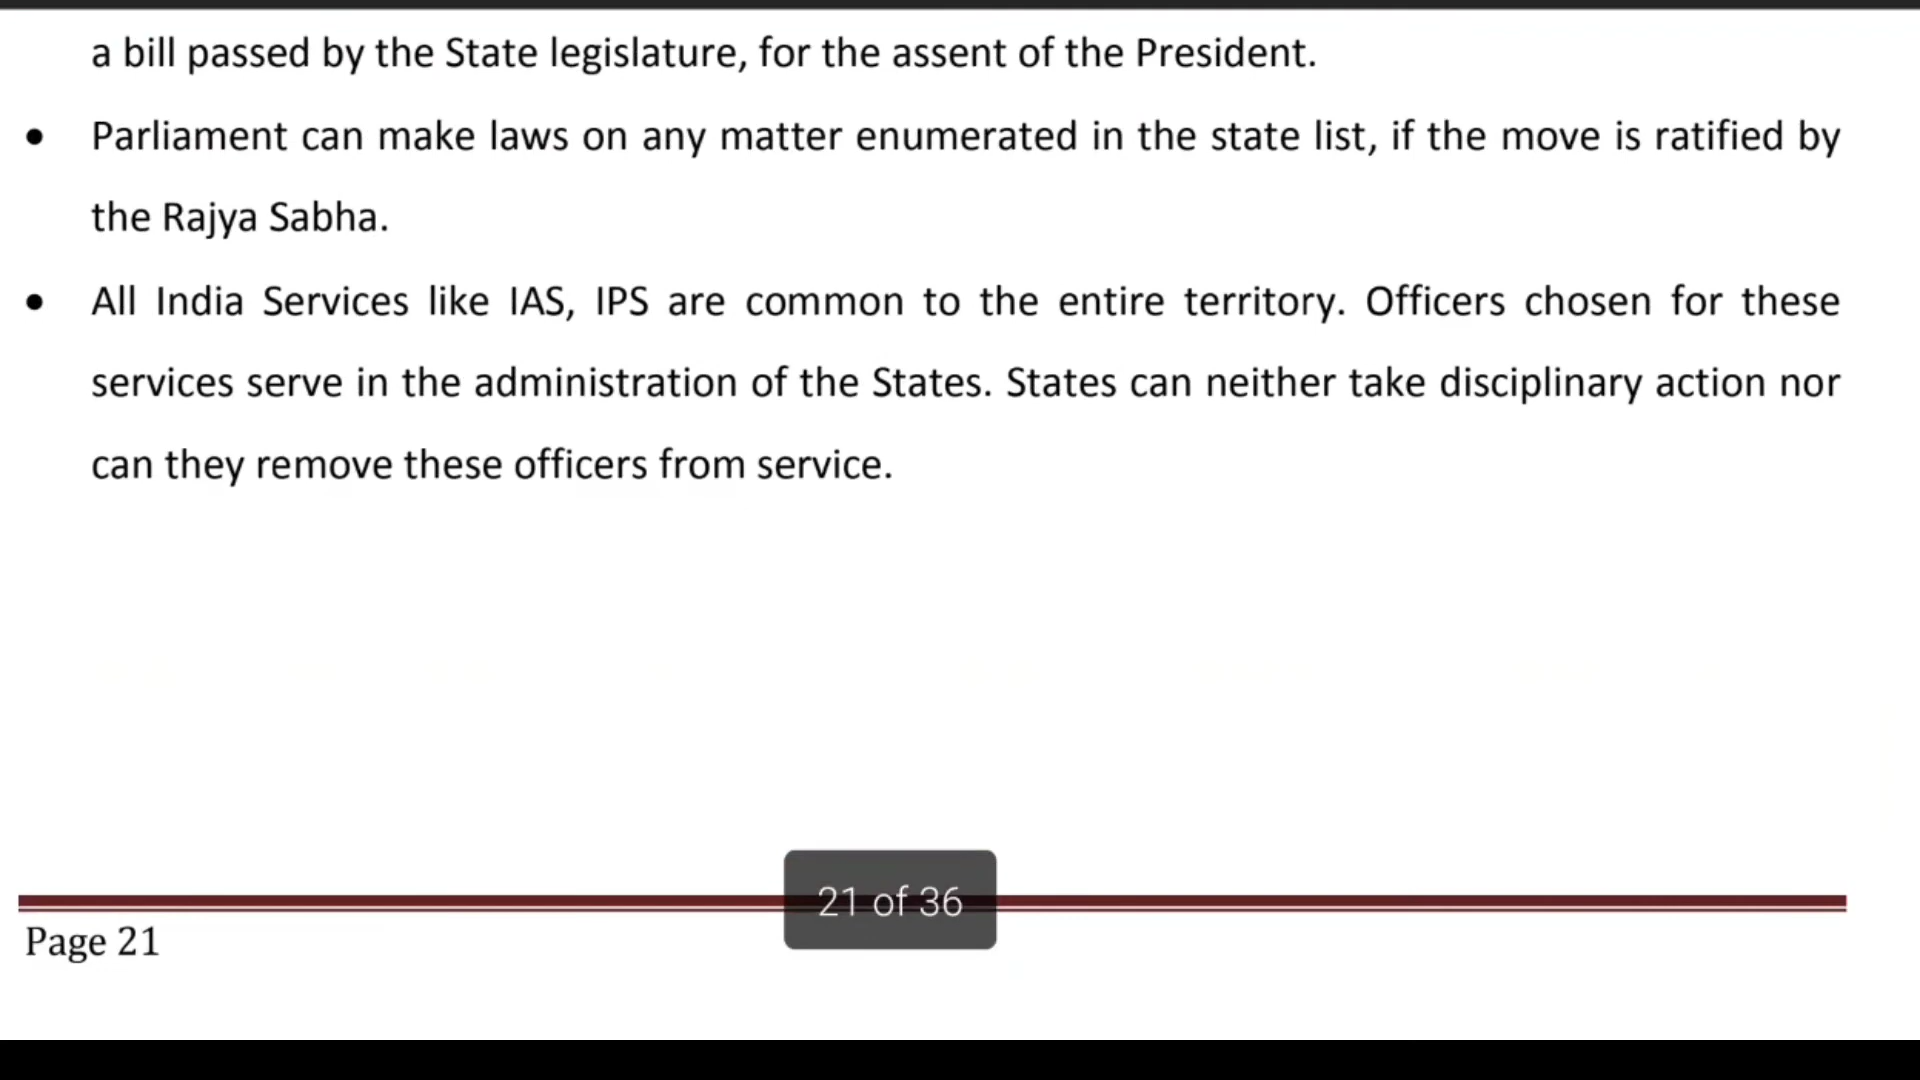 a bill passed by the State legislature, for the assent of the President.
• Parliament can make laws on any matter enumerated in the state list, if the move is ratified by
the Rajya Sabha.
• All India Services like IAS, IPS are common to the entire territory. Officers chosen for these
services serve in the administration of the States. States can neither take disciplinary action nor
can they remove these officers from service.
21 of 36
Page 21